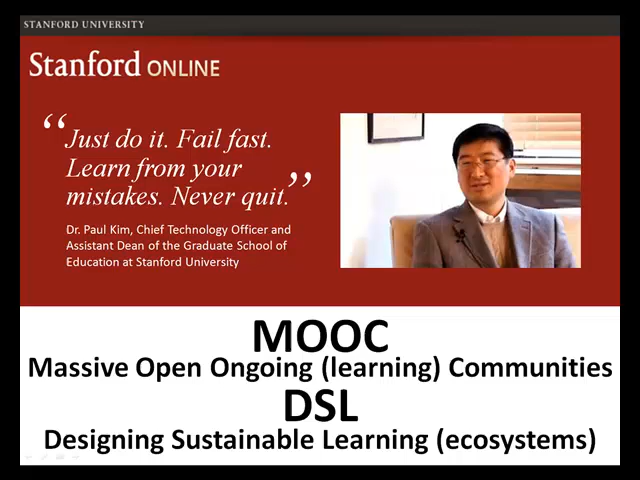 STANFORD UNIVERSITY
Stanford ONLINE
“Just do it. Fail fast.
Learn from your
mistakes. Never quit.”
Dr. Paul Kim, Chief Technology Officer and
Assistant Dean of the Graduate School of
Education at Stanford University
MOOC
Massive Open Ongoing (learning) Communities
DSL
Designing Sustainable Learning (ecosystems)